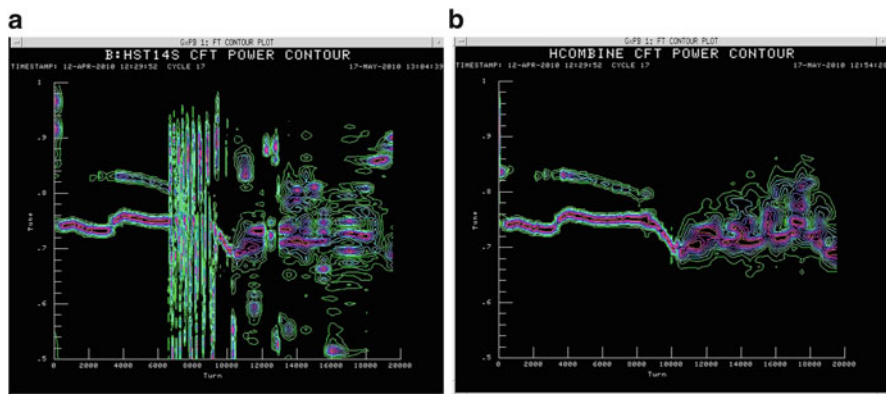 a
GxPB 1: FT CONTOUR PLOT
B:HST14S CFT POWER CONTOUR
TIMESTAMP: 12-APR-2010 12:29:52 CYCLE 17 17-MAY-2010 13:04:39
1
.9
.8
Tune
.7
.6
.5
0 2000 4000 6000 8000 10000 12000 14000 16000 18000 20000
Turn
b
GxPB 1: FT CONTOUR PLOT
HCOMBINE CFT POWER CONTOUR
TIMESTAMP: 12-APR-2010 12:29:52 CYCLE 17 17-MAY-2010 12:54:20
1
.9
.8
Tune
.7
.6
.5
0 2000 4000 6000 8000 10000 12000 14000 16000 18000 20000
Turn